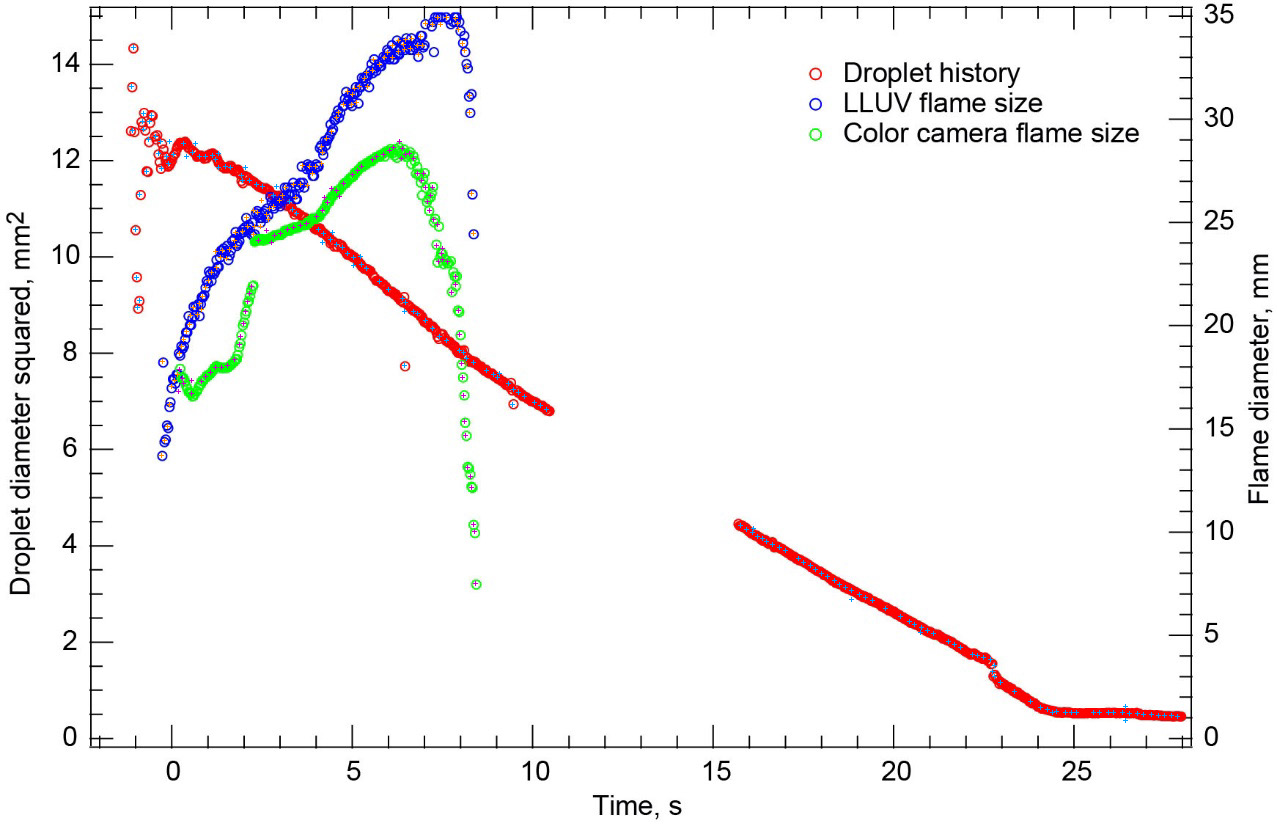 Droplet history
LLUV flame size
Color camera flame size
Droplet diameter squared, mm²
14
12
10
8
6
4
2
0
35
30
25
20
15
10
5
0
Flame diameter, mm
0 5 10 15 20 25
Time, s